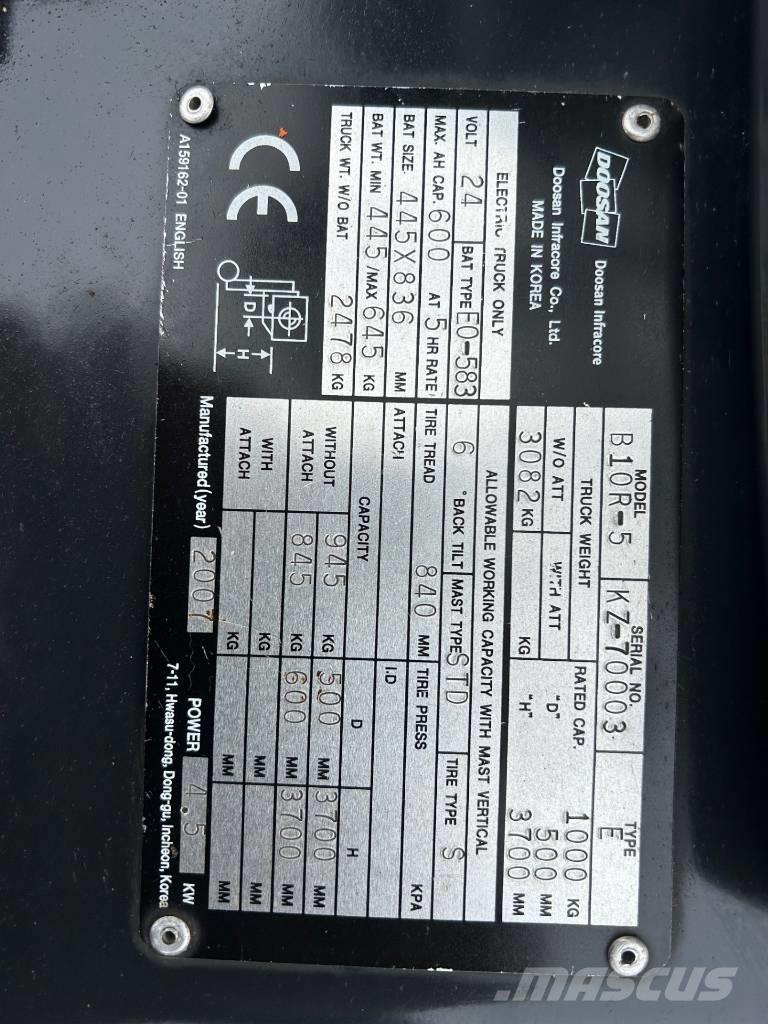 DOOSAN Doosan Infracore
Doosan Infracore Co., Ltd.
MADE IN KOREA
MODEL SERIAL NO. TYPE
B10R-5 KZ-70003 E
TRUCK WEIGHT RATED CAP. 1000 KG
W/O ATT WITH ATT "D" 500 MM
3082 KG KG "H" 3700 MM
ELECTRIC TRUCK ONLY
ALLOWABLE WORKING CAPACITY WITH MAST VERTICAL
VOLT 24 BAT TYPE EO-583
6 °BACK TILT MAST TYPE STD TIRE TYPE S
MAX. AH CAP. 600 AT 5 HR RATE
TIRE TREAD 840 MM TIRE PRESS KPA
BAT SIZE 445X836 MM
ATTACH I.D
BAT WT. MIN 445 /MAX 645 KG
CAPACITY D H
TRUCK WT. W/O BAT 2478 KG
WITHOUT ATTACH
945 KG 500 MM 3700 MM
845 KG 600 MM 3700 MM
WITH ATTACH
KG MM MM
KG MM MM
CE
D
H
Manufactured(year) 2007 POWER 4.5 KW
A159162-01 ENGLISH
7-11, Hwasu-dong, Dong-gu, Incheon, Korea
MASCUS